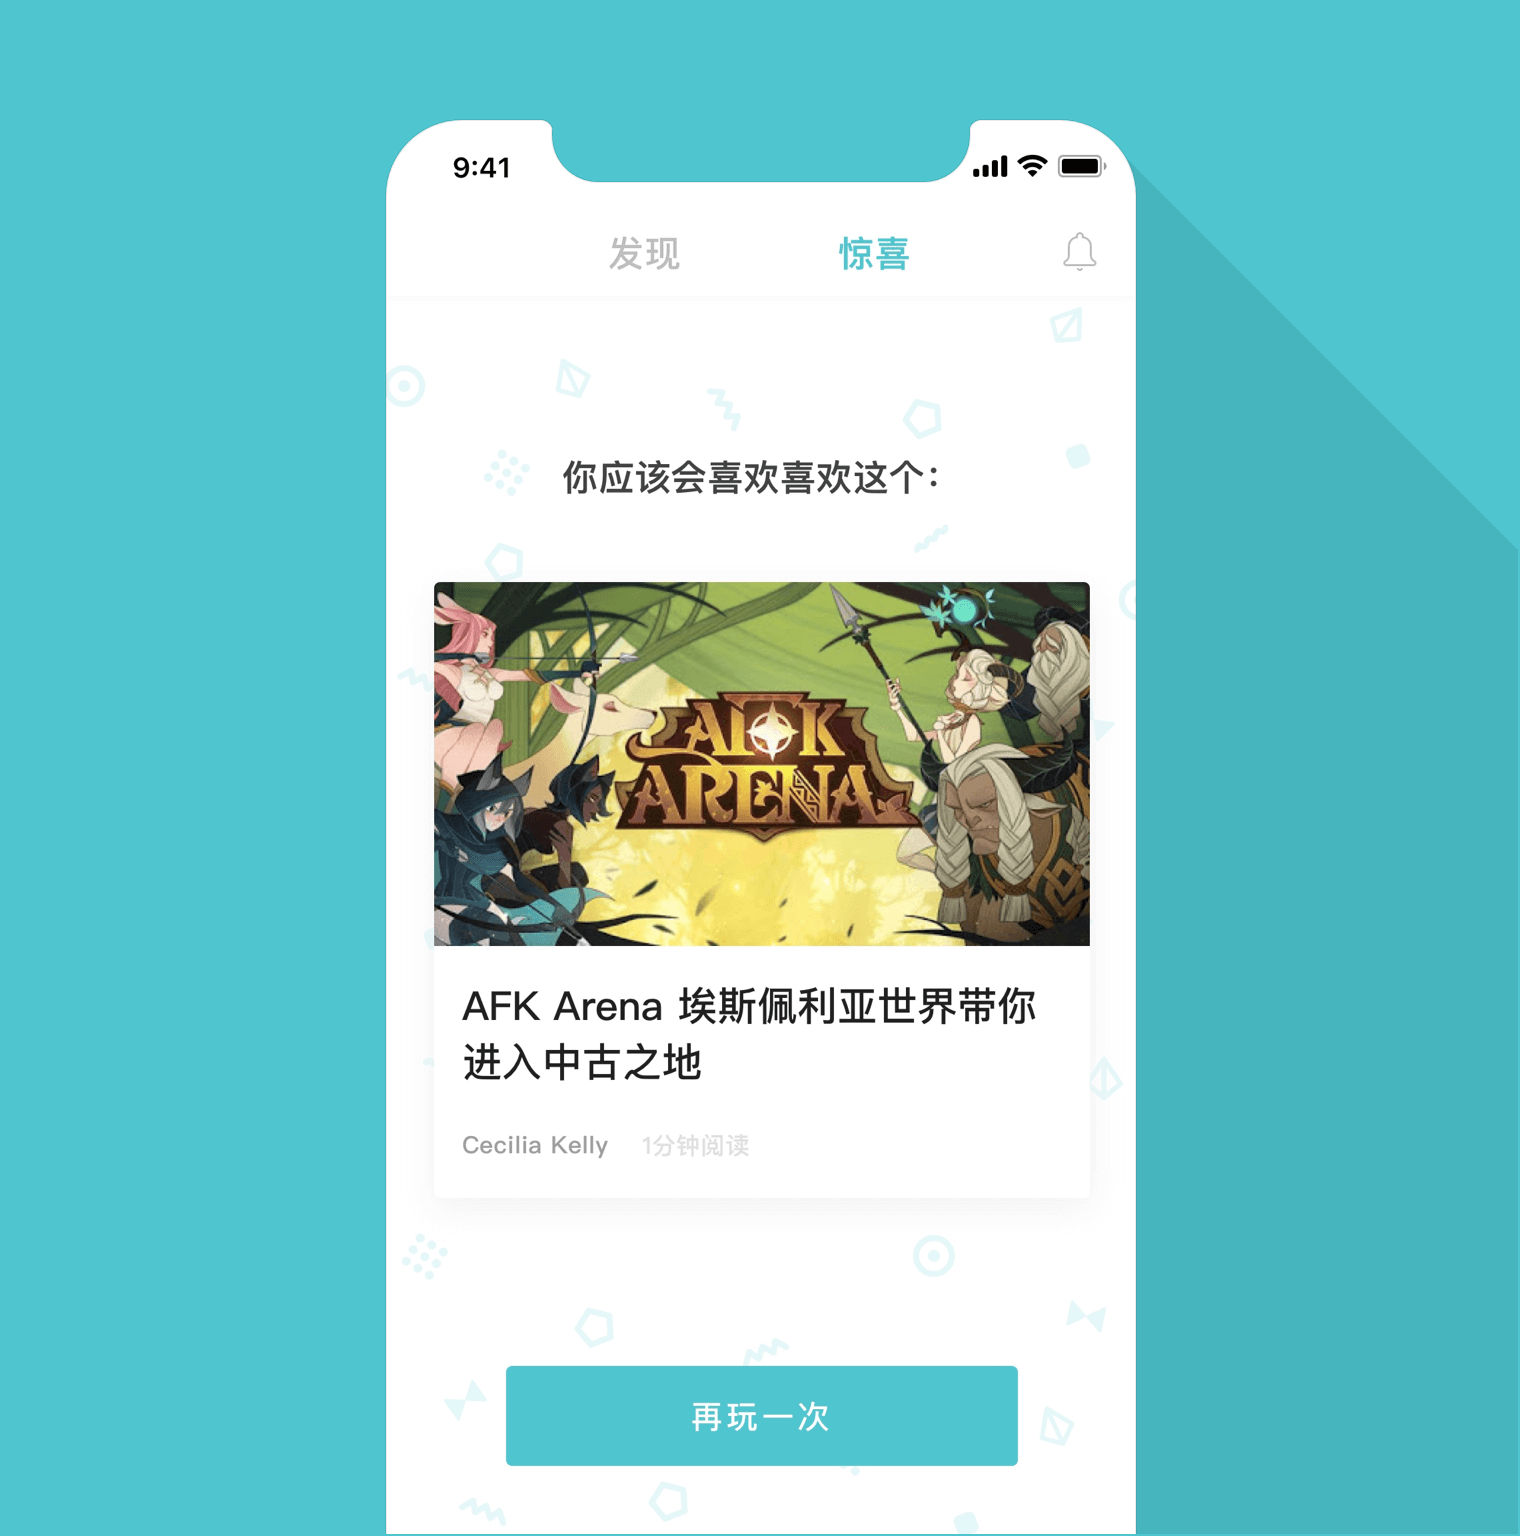 9:41
发现 惊喜
你应该会喜欢喜欢这个：
AFK
ARENA
AFK Arena 埃斯佩利亚世界带你
进入中古之地
Cecilia Kelly 1分钟阅读
再玩一次